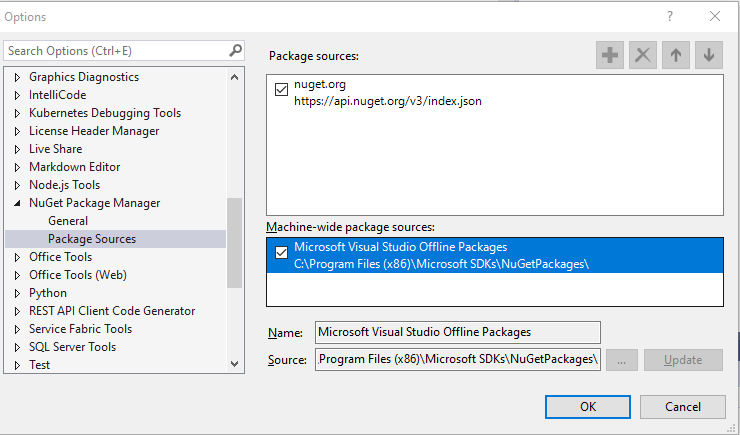 Options
Search Options (Ctrl+E)
Graphics Diagnostics
IntelliCode
Kubernetes Debugging Tools
License Header Manager
Live Share
Markdown Editor
Node.js Tools
NuGet Package Manager
General
Package Sources
Office Tools
Office Tools (Web)
Python
REST API Client Code Generator
Service Fabric Tools
SQL Server Tools
Test
Package sources:
nuget.org
https://api.nuget.org/v3/index.json
Machine-wide package sources:
Microsoft Visual Studio Offline Packages
C:\Program Files (x86)\Microsoft SDKs\NuGetPackages\
Name: Microsoft Visual Studio Offline Packages
Source: Program Files (x86)\Microsoft SDKs\NuGetPackages\ ... Update
OK Cancel